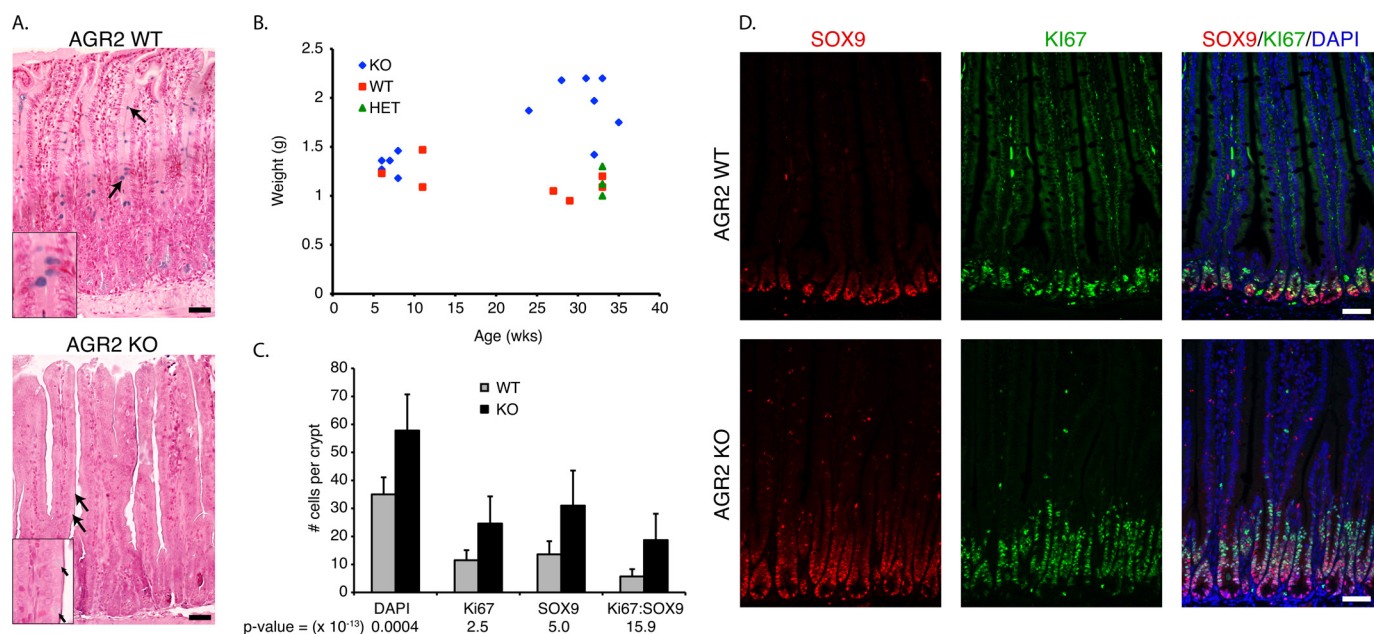 A.
AGR2 WT
AGR2 KO
B.
2.5
2
1.5
1
0.5
0
Weight (g)
KO
WT
HET
0 5 10 15 20 25 30 35 40
Age (wks)
C.
80
70
60
50
40
30
20
10
0
# cells per crypt
WT
KO
DAPI Ki67 SOX9 Ki67:SOX9
p-value = (x 10⁻¹³) 0.0004 2.5 5.0 15.9
D.
SOX9 KI67 SOX9/KI67/DAPI
AGR2 WT
AGR2 KO